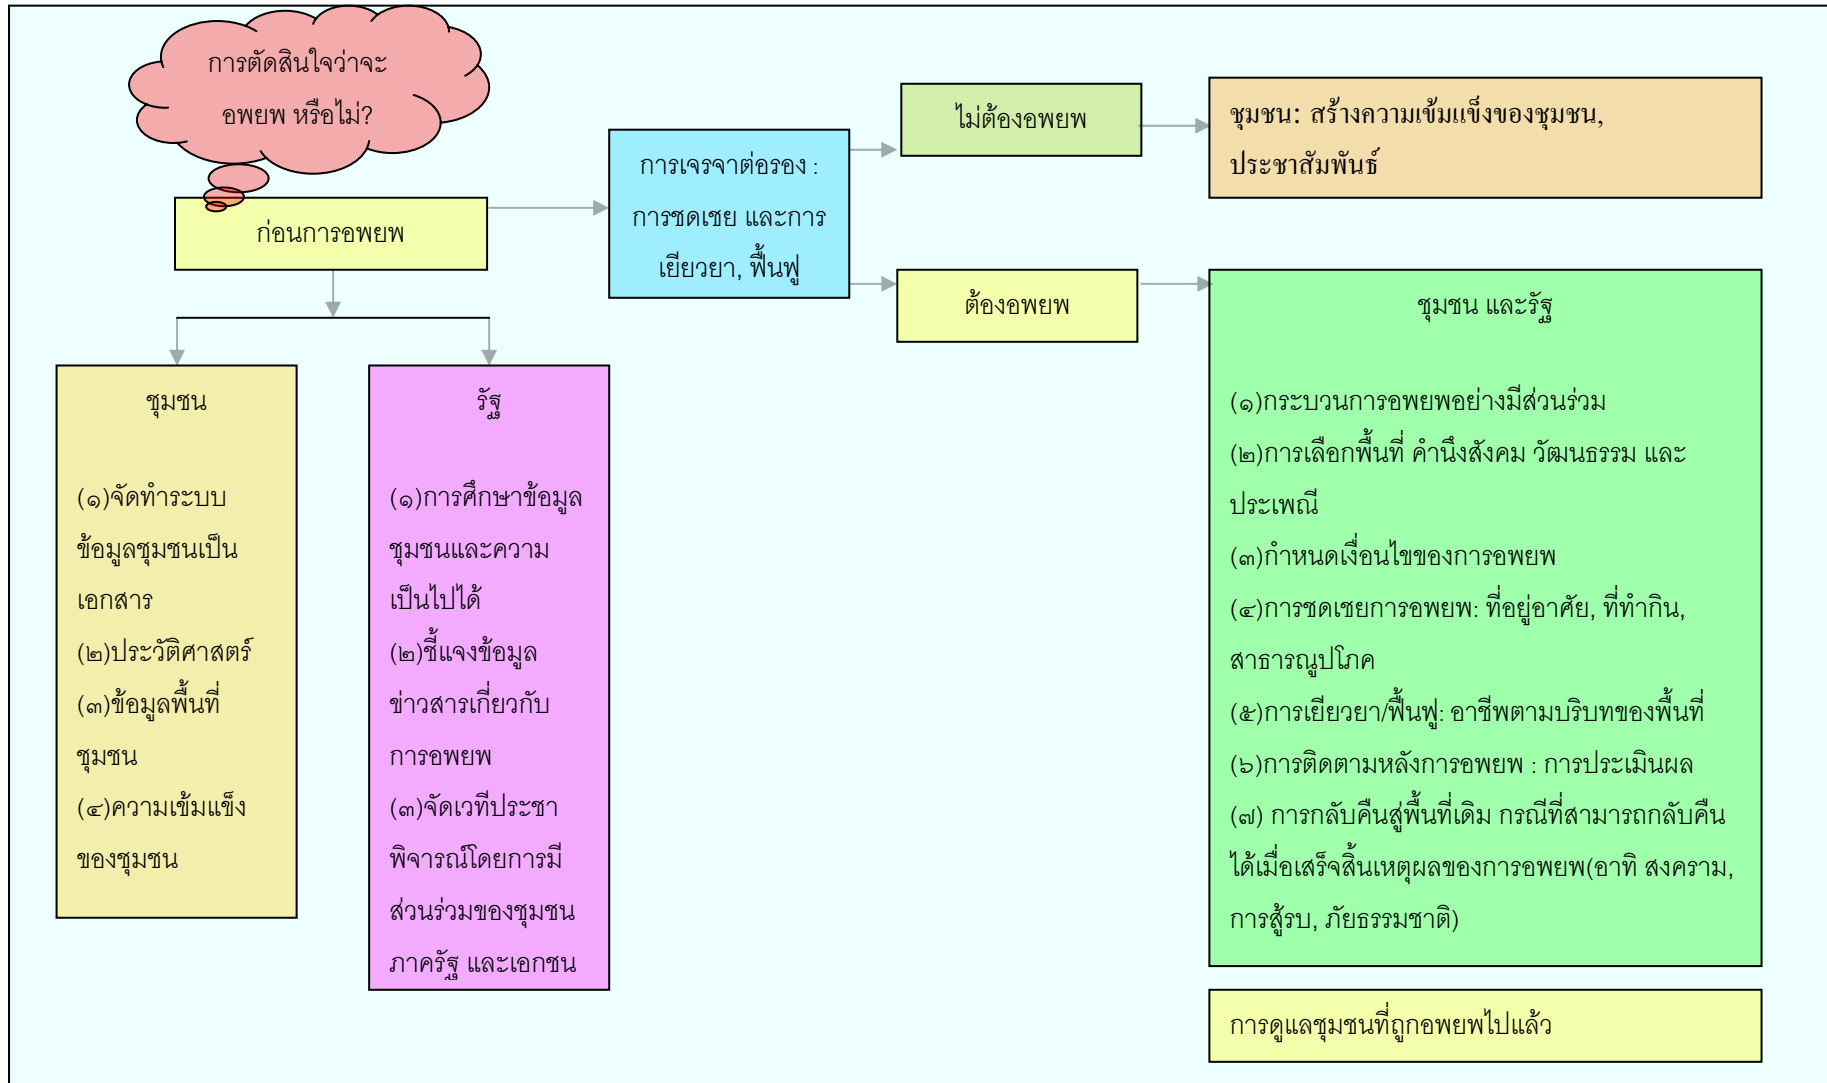 การตัดสินใจว่าจะ
อพยพ หรือไม่?
ก่อนการอพยพ
การเจรจาต่อรอง :
การชดเชย และการ
เยียวยา, ฟื้นฟู
ไม่ต้องอพยพ
ชุมชน: สร้างความเข้มแข็งของชุมชน,
ประชาสัมพันธ์
ต้องอพยพ
ชุมชน
(๑)จัดทำระบบ
ข้อมูลชุมชนเป็น
เอกสาร
(๒)ประวัติศาสตร์
(๓)ข้อมูลพื้นที่
ชุมชน
(๔)ความเข้มแข็ง
ของชุมชน
รัฐ
(๑)การศึกษาข้อมูล
ชุมชนและความ
เป็นไปได้
(๒)ชี้แจงข้อมูล
ข่าวสารเกี่ยวกับ
การอพยพ
(๓)จัดเวทีประชา
พิจารณ์โดยการมี
ส่วนร่วมของชุมชน
ภาครัฐ และเอกชน
ชุมชน และรัฐ
(๑)กระบวนการอพยพอย่างมีส่วนร่วม
(๒)การเลือกพื้นที่ คำนึงสังคม วัฒนธรรม และ
ประเพณี
(๓)กำหนดเงื่อนไขของการอพยพ
(๔)การชดเชยการอพยพ: ที่อยู่อาศัย, ที่ทำกิน,
สาธารณูปโภค
(๕)การเยียวยา/ฟื้นฟู: อาชีพตามบริบทของพื้นที่
(๖)การติดตามหลังการอพยพ : การประเมินผล
(๗) การกลับคืนสู่พื้นที่เดิม กรณีที่สามารถกลับคืน
ได้เมื่อเสร็จสิ้นเหตุผลของการอพยพ(อาทิ สงคราม,
การสู้รบ, ภัยธรรมชาติ)
การดูแลชุมชนที่ถูกอพยพไปแล้ว